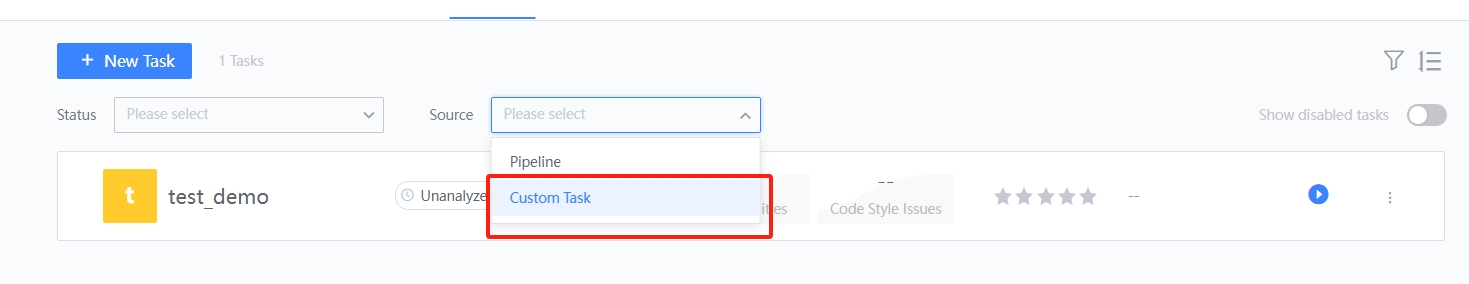 + New Task
1 Tasks
Status
Please select
Source
Please select
Show disabled tasks
Pipeline
Custom Task
t
test_demo
Unanalyze
--
Code Style Issues
--